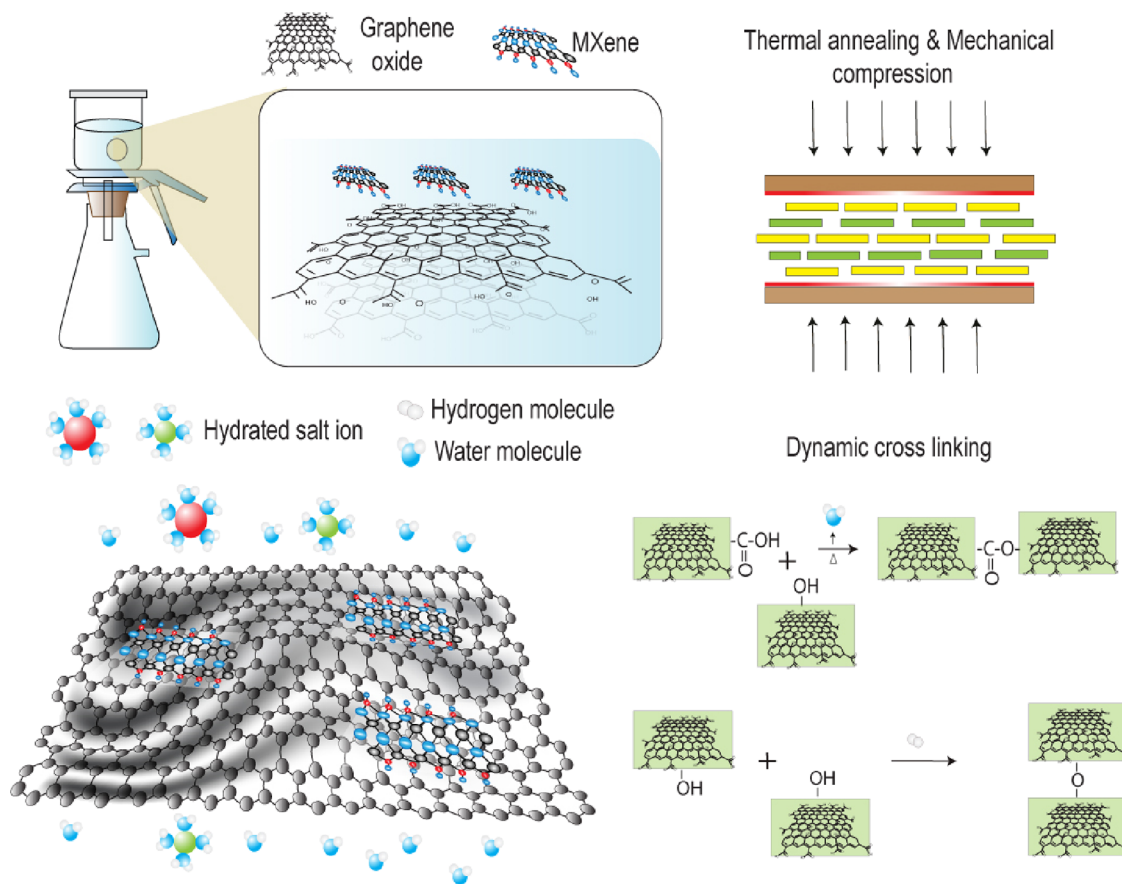 Graphene
oxide
MXene
Thermal annealing & Mechanical
compression
Hydrated salt ion
Hydrogen molecule
Water molecule
Dynamic cross linking
-C-OH
O
+
Δ
OH
-C-O-
O
OH
+
OH
O